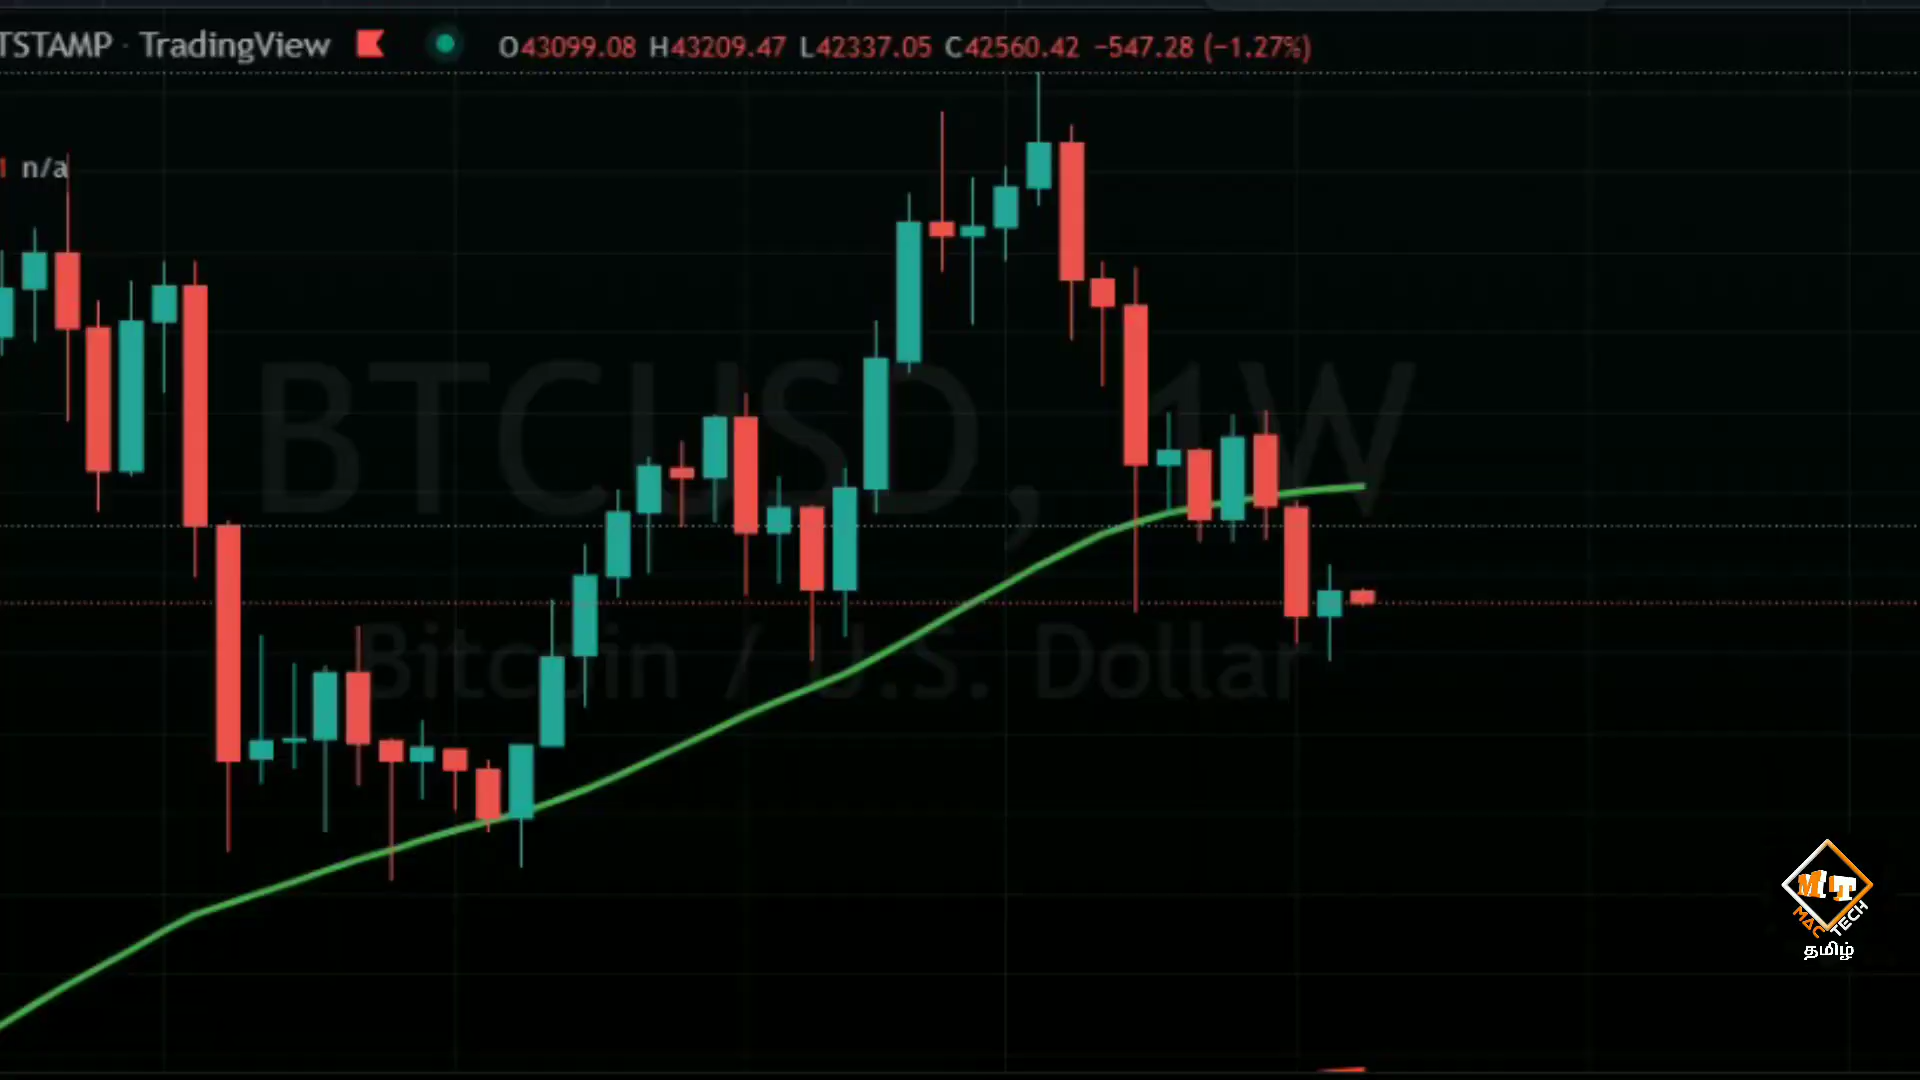 TSTAMP · TradingView O43099.08 H43209.47 L42337.05 C42560.42 −547.28 (−1.27%)
n/a
BTCUSD, 1W
Bitcoin / U.S. Dollar
MT
MAC TECH
தமிழ்